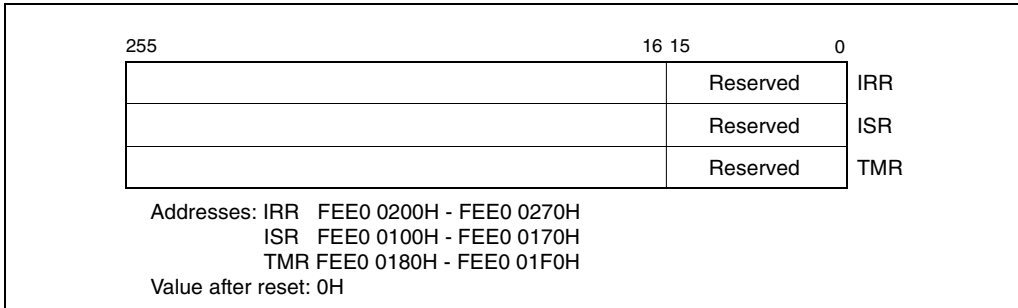 255 16 15 0
Reserved IRR
Reserved ISR
Reserved TMR
Addresses: IRR FEE0 0200H - FEE0 0270H
ISR FEE0 0100H - FEE0 0170H
TMR FEE0 0180H - FEE0 01F0H
Value after reset: 0H